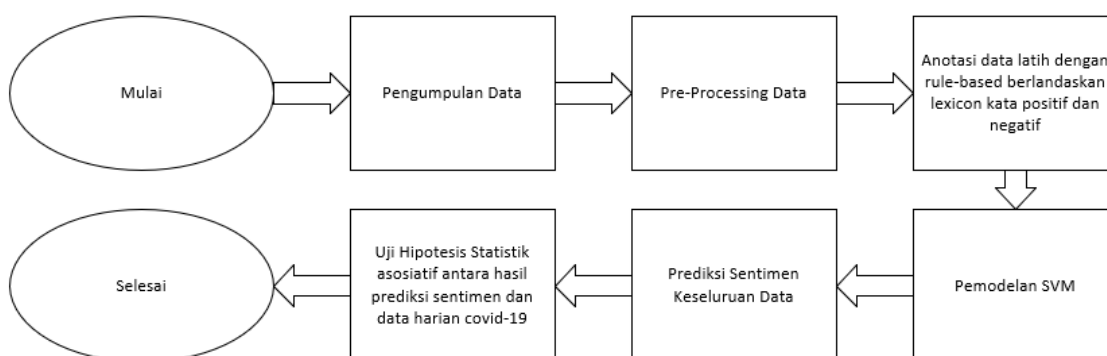 Mulai
Pengumpulan Data
Pre-Processing Data
Anotasi data latih dengan
rule-based berlandaskan
lexicon kata positif dan
negatif
Pemodelan SVM
Prediksi Sentimen
Keseluruan Data
Uji Hipotesis Statistik
asosiatif antara hasil
prediksi sentimen dan
data harian covid-19
Selesai